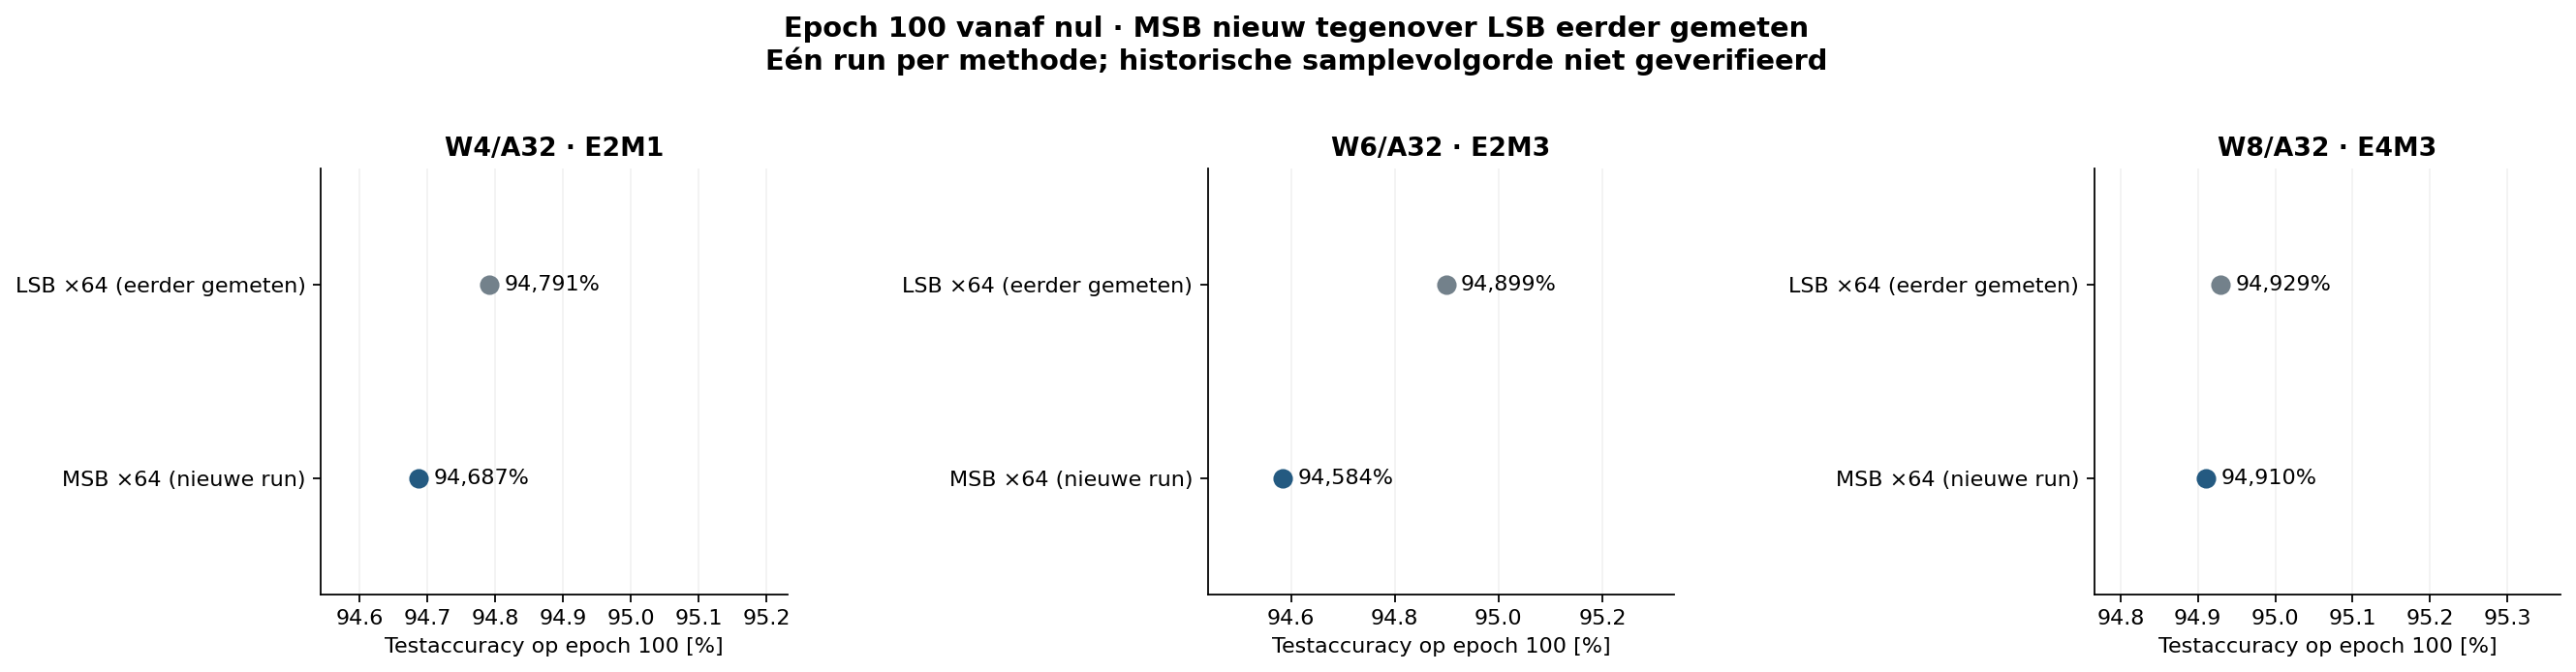 Epoch 100 vanaf nul · MSB nieuw tegenover LSB eerder gemeten
Eén run per methode; historische samplevolgorde niet geverifieerd
W4/A32 · E2M1
LSB ×64 (eerder gemeten)
94,791%
MSB ×64 (nieuwe run)
94,687%
94.6 94.7 94.8 94.9 95.0 95.1 95.2
Testaccuracy op epoch 100 [%]
W6/A32 · E2M3
LSB ×64 (eerder gemeten)
94,899%
MSB ×64 (nieuwe run)
94,584%
94.6 94.8 95.0 95.2
Testaccuracy op epoch 100 [%]
W8/A32 · E4M3
LSB ×64 (eerder gemeten)
94,929%
MSB ×64 (nieuwe run)
94,910%
94.8 94.9 95.0 95.1 95.2 95.3
Testaccuracy op epoch 100 [%]